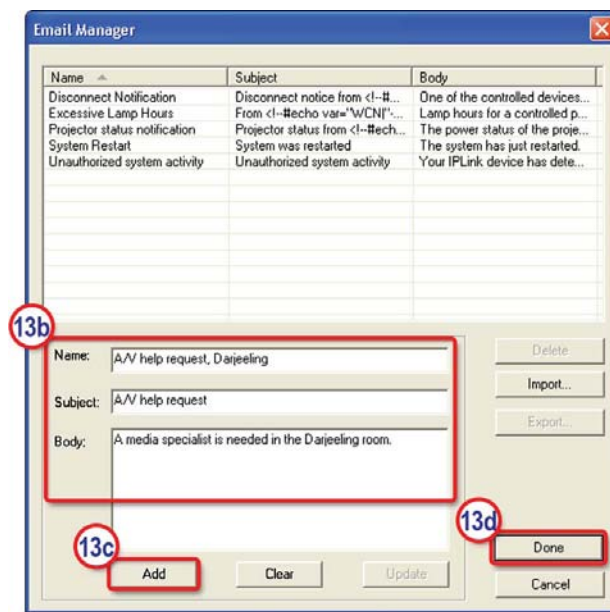 Email Manager
Name Subject Body
Disconnect Notification Disconnect notice from <!--#... One of the controlled devices...
Excessive Lamp Hours From <!--#echo var="WCN|"-... Lamp hours for a controlled p...
Projector status notification Projector status from <!--#ech... The power status of the proje...
System Restart System was restarted The system has just restarted.
Unauthorized system activity Unauthorized system activity Your IPLink device has dete...
13b
Name: A/V help request, Darjeeling
Delete
Import...
Subject: A/V help request
Export...
Body: A media specialist is needed in the Darjeeling room.
13d
13c
Done
Add Clear Update
Cancel